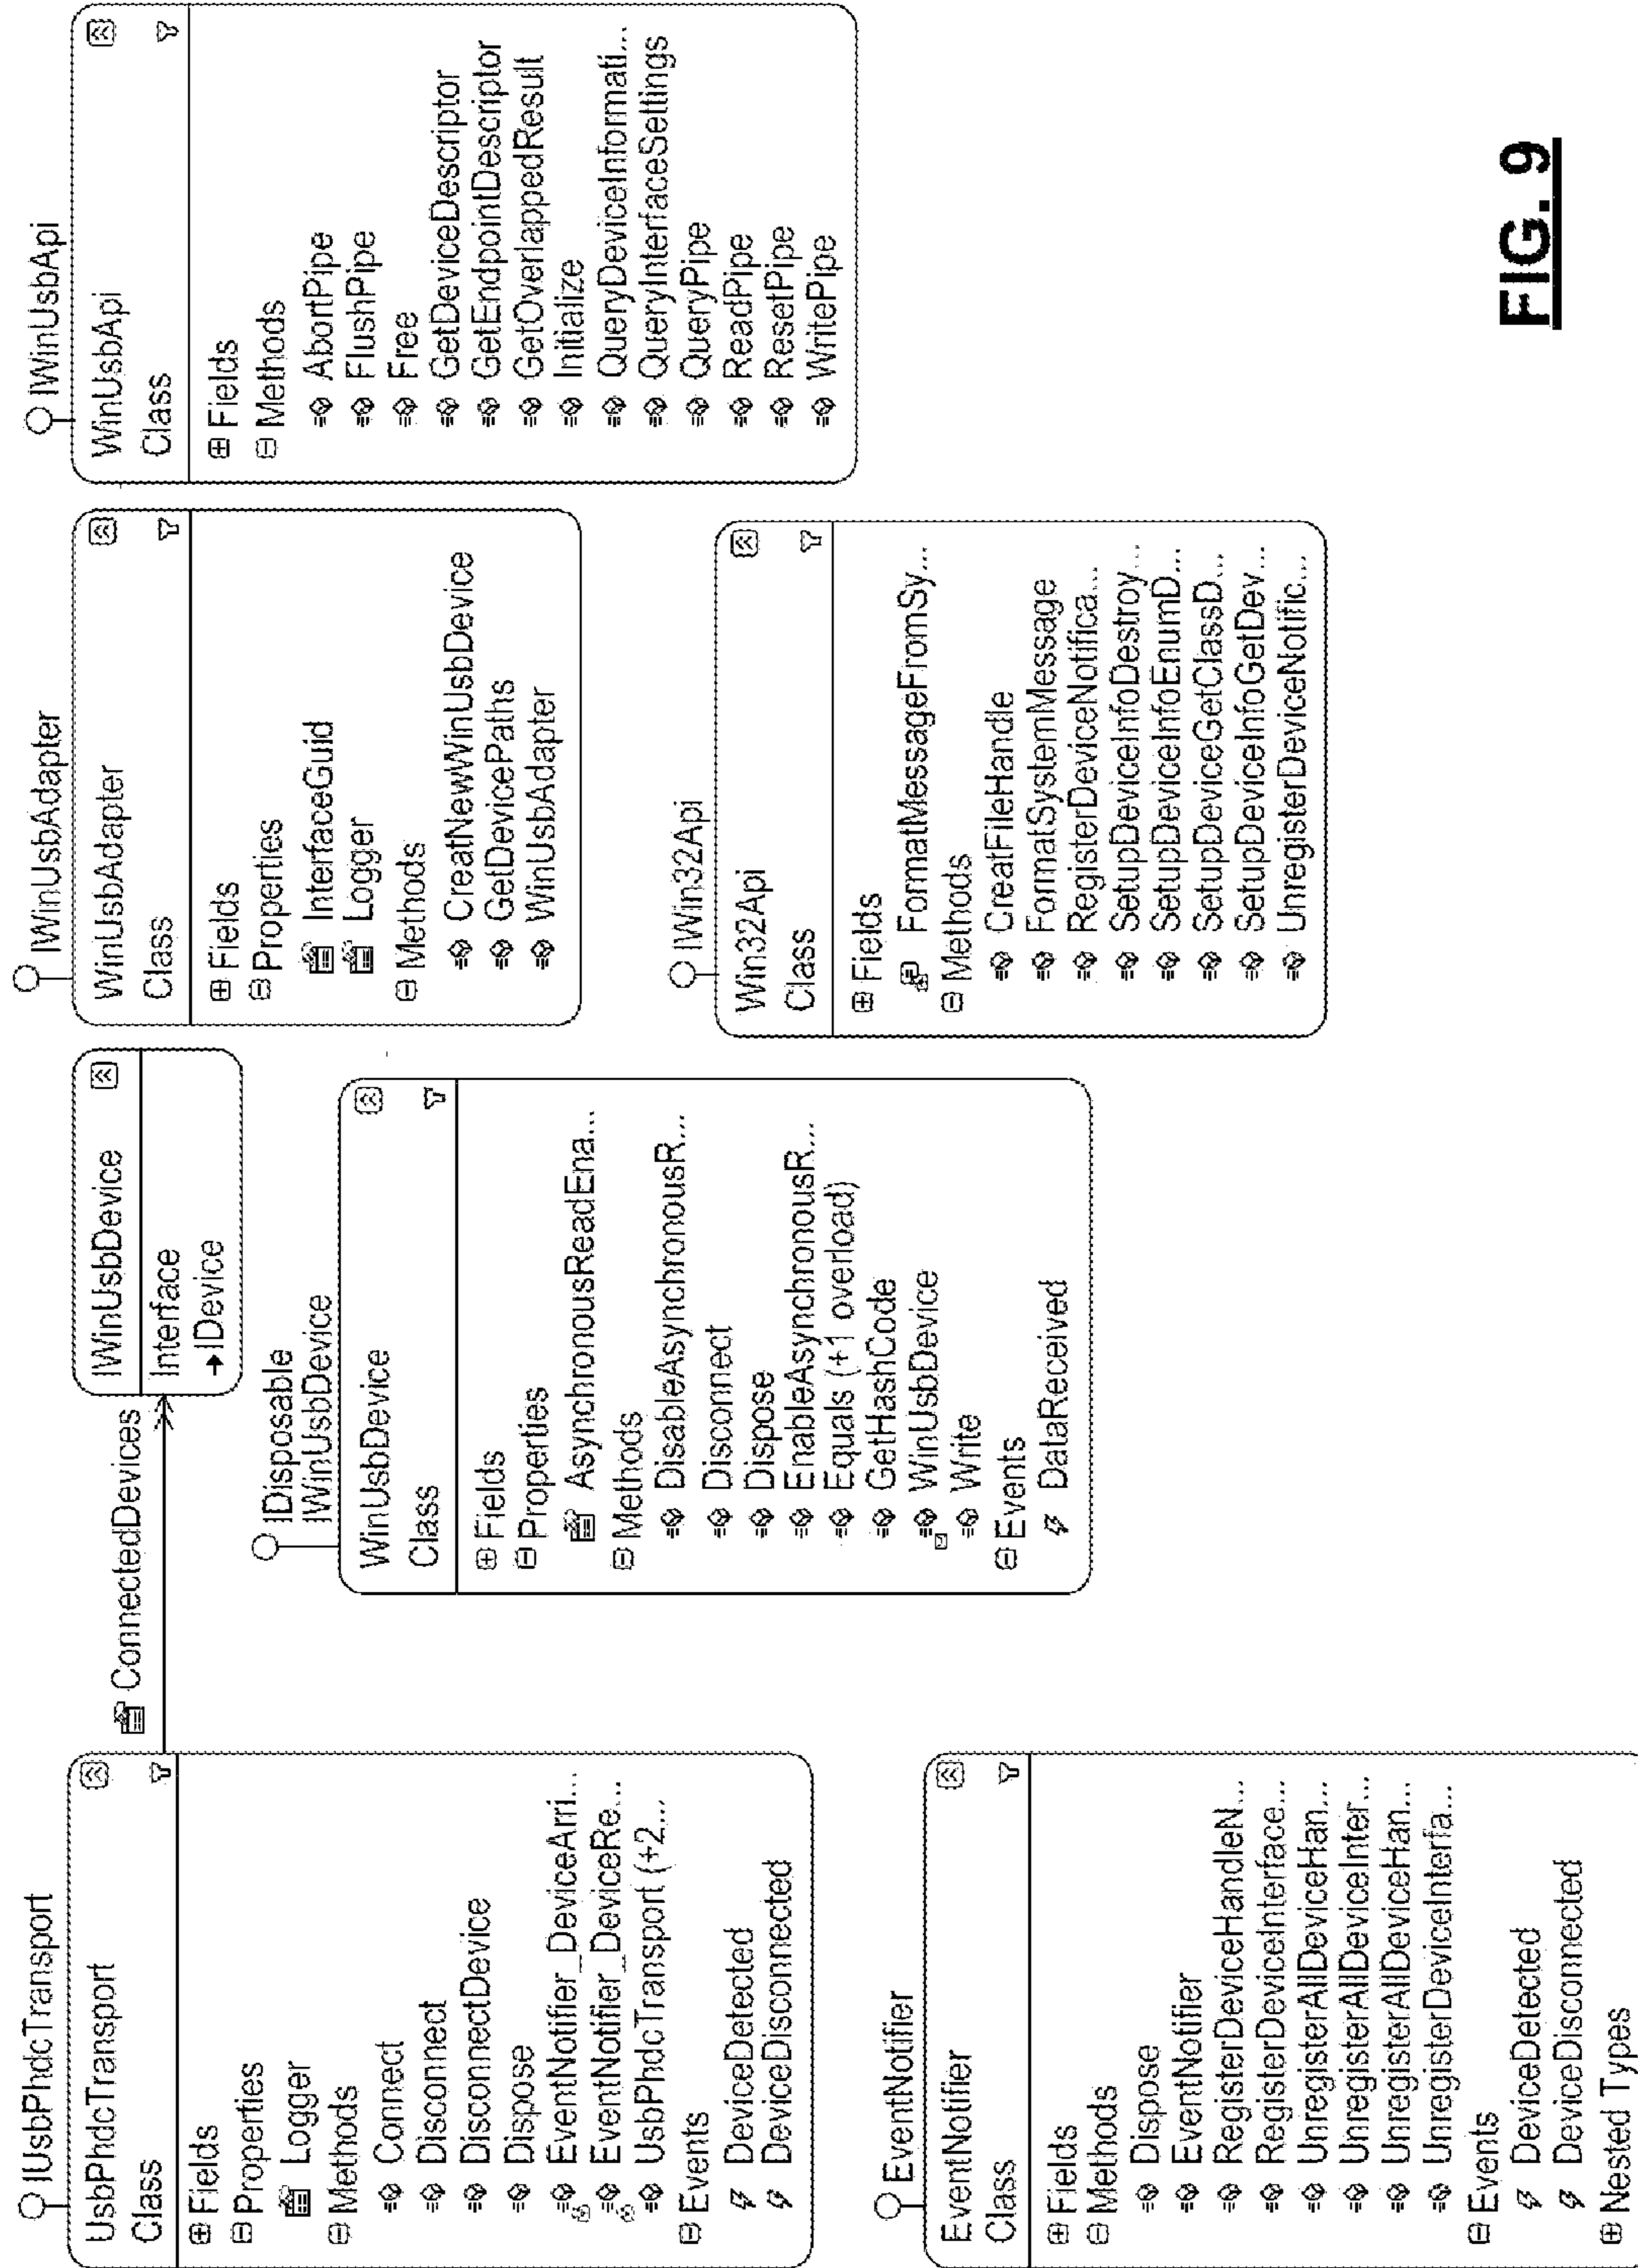 IUsbPhdcTransport
UsbPhdcTransport
Class
Fields
Properties
Logger
Methods
Connect
Disconnect
DisconnectDevice
Dispose
EventNotifier_DeviceArri...
EventNotifier_DeviceRe...
UsbPhdcTransport (+2...
Events
DeviceDetected
DeviceDisconnected
EventNotifier
EventNotifier
Class
Fields
Methods
Dispose
EventNotifier
RegisterDeviceHandleN...
RegisterDeviceInterface...
UnregisterAllDeviceHan...
UnregisterAllDeviceInter...
UnregisterAllDeviceHan...
UnregisterDeviceInterfa...
Events
DeviceDetected
DeviceDisconnected
Nested Types
ConnectedDevices
IWinUsbDevice
Interface
IDevice
IDisposable
IWinUsbDevice
WinUsbDevice
Class
Fields
Properties
AsynchronousReadEna...
Methods
DisableAsynchronousR...
Disconnect
Dispose
EnableAsynchronousR...
Equals (+1 overload)
GetHashCode
WinUsbDevice
Write
Events
DataReceived
IWinUsbAdapter
WinUsbAdapter
Class
Fields
Properties
InterfaceGuid
Logger
Methods
CreatNewWinUsbDevice
GetDevicePaths
WinUsbAdapter
IWin32Api
Win32Api
Class
Fields
FormatMessageFromSy...
Methods
CreatFileHandle
FormatSystemMessage
RegisterDeviceNotifica...
SetupDeviceInfoDestroy...
SetupDeviceInfoEnumD...
SetupDeviceGetClassD...
SetupDeviceInfoGetDev...
UnregisterDeviceNotific...
IWinUsbApi
WinUsbApi
Class
Fields
Methods
AbortPipe
FlushPipe
Free
GetDeviceDescriptor
GetEndpointDescriptor
GetOverlappedResult
Initialize
QueryDeviceInformati...
QueryInterfaceSettings
QueryPipe
ReadPipe
ResetPipe
WritePipe
FIG. 9